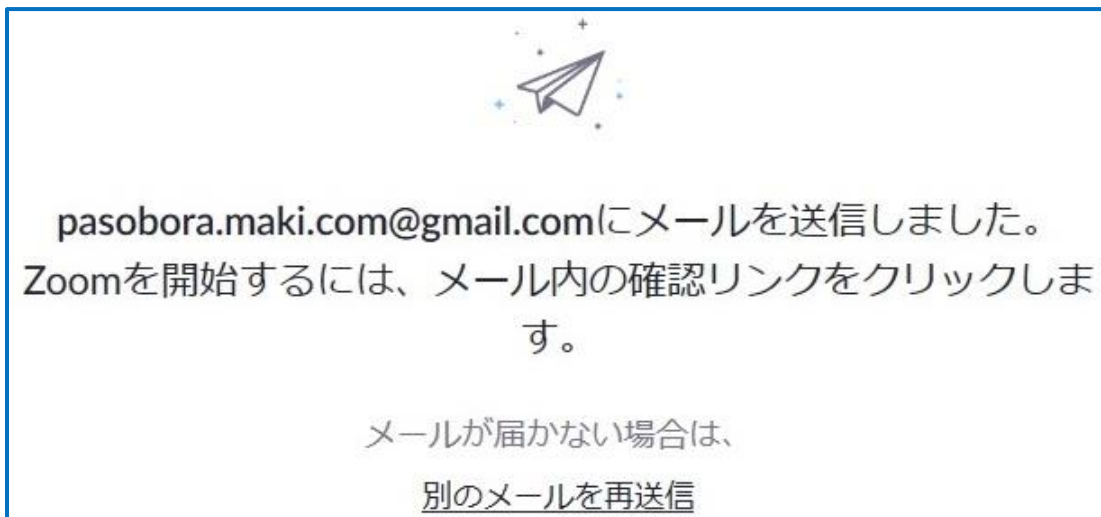 pasobora.maki.com@gmail.comにメールを送信しました。
Zoomを開始するには、メール内の確認リンクをクリックしま
す。
メールが届かない場合は、
別のメールを再送信